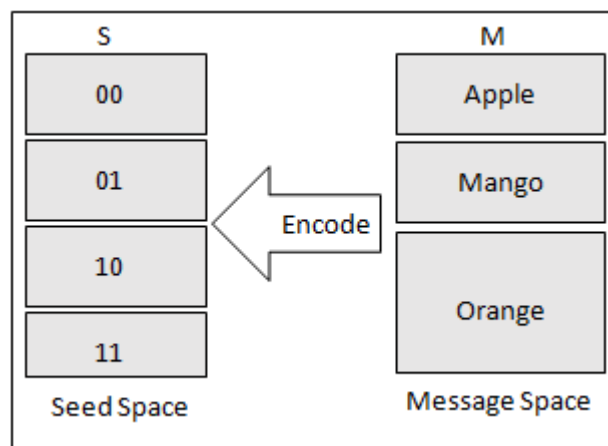 S
M
00
Apple
01
Mango
Encode
10
Orange
11
Seed Space
Message Space